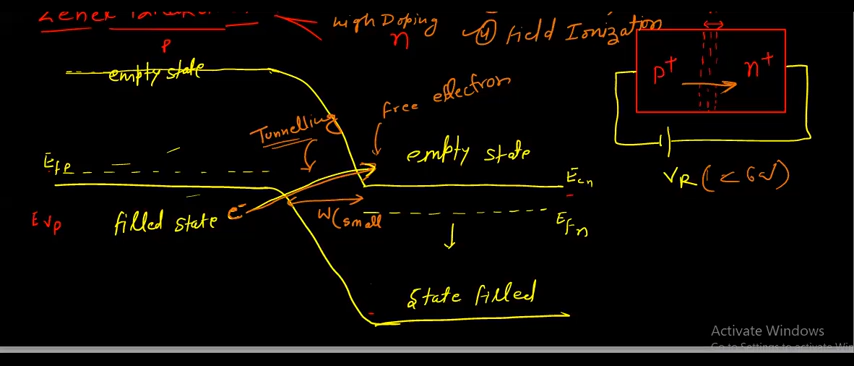 Zener
High Doping
④ field Ionization
p
n
empty state
free electron
Tunnelling
p+
n+
empty state
VR (< 6V)
EFp
Ecn
Evp
filled state
e-
W(small
EFn
State filled
Activate Windows